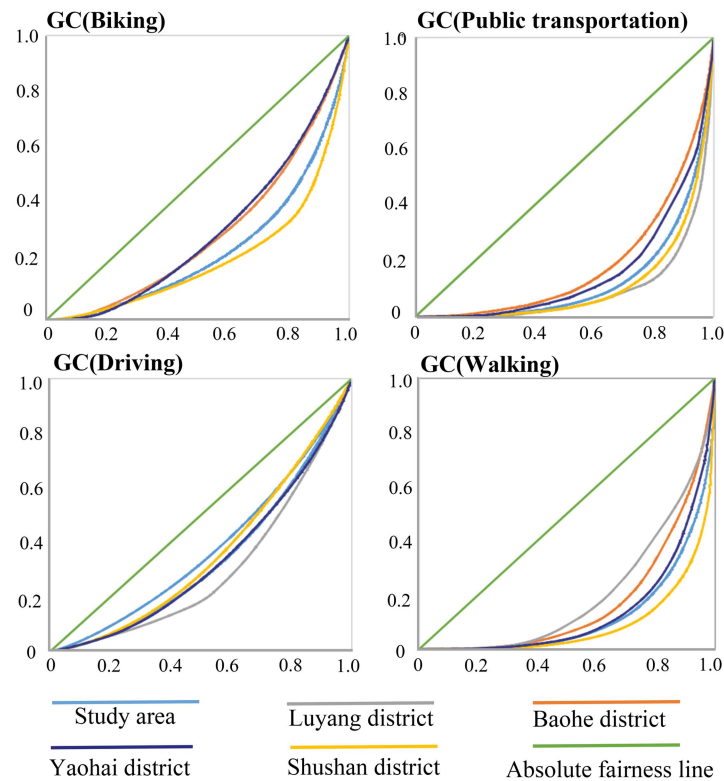 GC(Biking)
1.0
0.8
0.6
0.4
0.2
0
0 0.2 0.4 0.6 0.8 1.0
GC(Public transportation)
1.0
0.8
0.6
0.4
0.2
0
0 0.2 0.4 0.6 0.8 1.0
GC(Driving)
1.0
0.8
0.6
0.4
0.2
0
0 0.2 0.4 0.6 0.8 1.0
GC(Walking)
1.0
0.8
0.6
0.4
0.2
0
0 0.2 0.4 0.6 0.8 1.0
Study area
Luyang district
Baohe district
Yaohai district
Shushan district
Absolute fairness line